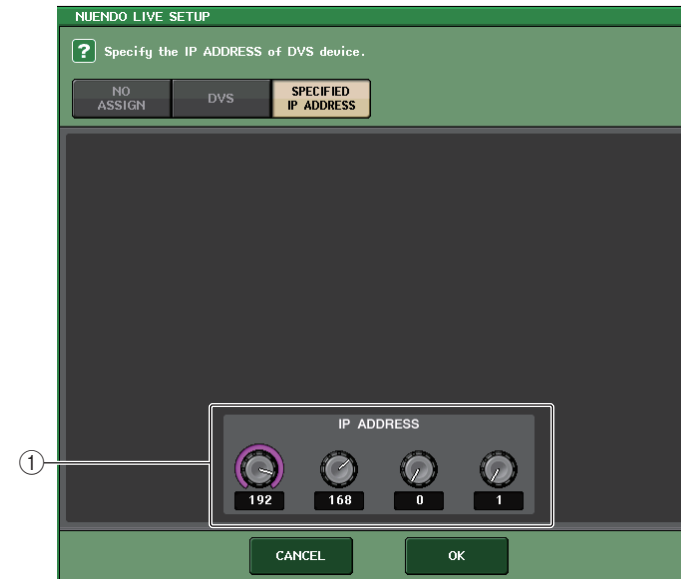 NUENDO LIVE SETUP
? Specify the IP ADDRESS of DVS device.
NO ASSIGN
DVS
SPECIFIED IP ADDRESS
IP ADDRESS
1
192 168 0 1
CANCEL OK